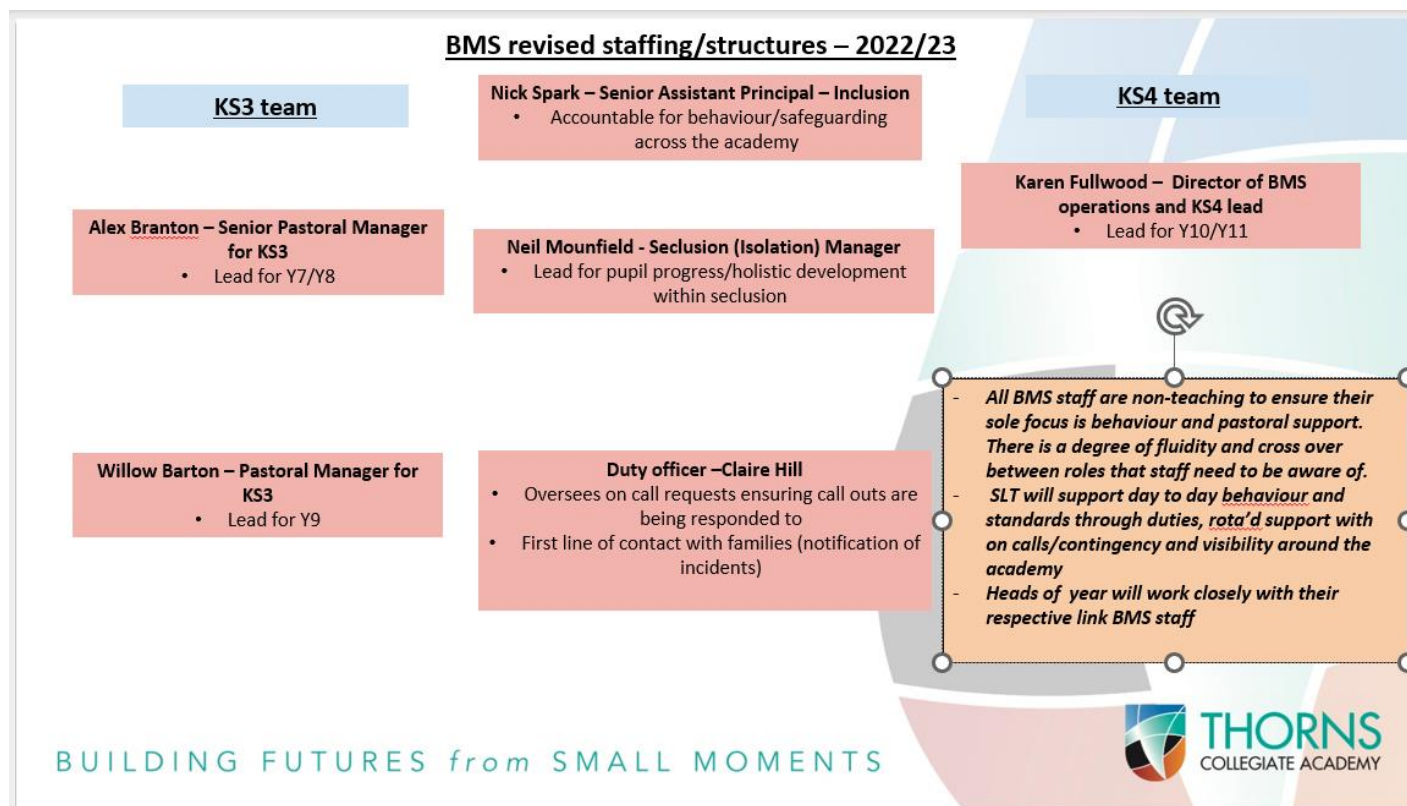 BMS revised staffing/structures – 2022/23
KS3 team
Nick Spark – Senior Assistant Principal – Inclusion
• Accountable for behaviour/safeguarding
across the academy
KS4 team
Karen Fullwood – Director of BMS
operations and KS4 lead
• Lead for Y10/Y11
Alex Branton – Senior Pastoral Manager
for KS3
• Lead for Y7/Y8
Neil Mounfield - Seclusion (Isolation) Manager
• Lead for pupil progress/holistic development
within seclusion
- All BMS staff are non-teaching to ensure their
sole focus is behaviour and pastoral support.
There is a degree of fluidity and cross over
between roles that staff need to be aware of.
- SLT will support day to day behaviour and
standards through duties, rota’d support with
on calls/contingency and visibility around the
academy
- Heads of year will work closely with their
respective link BMS staff
Willow Barton – Pastoral Manager for
KS3
• Lead for Y9
Duty officer –Claire Hill
• Oversees on call requests ensuring call outs are
being responded to
• First line of contact with families (notification of
incidents)
BUILDING FUTURES from SMALL MOMENTS
THORNS
COLLEGIATE ACADEMY